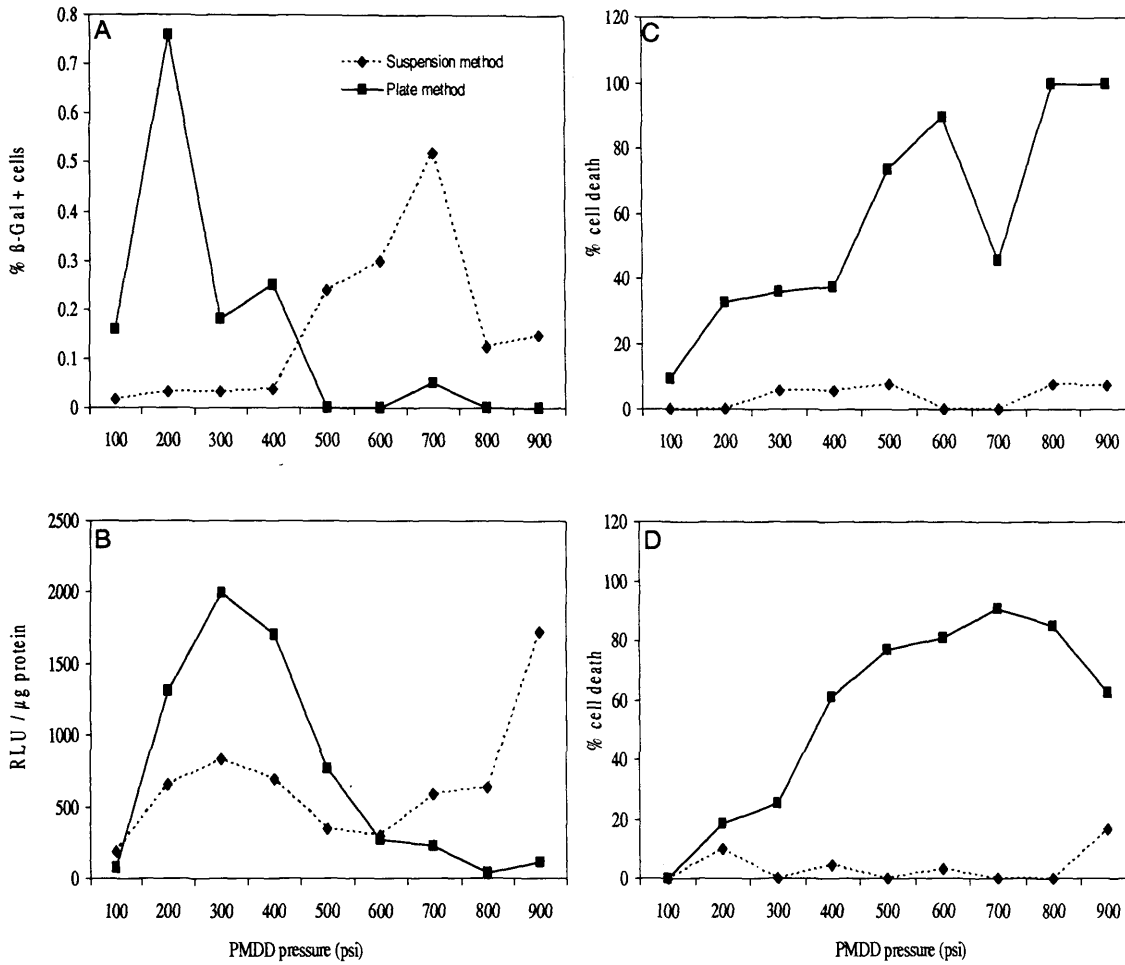 A
% ß-Gal + cells
0.8
0.7
0.6
0.5
0.4
0.3
0.2
0.1
0
Suspension method
Plate method
100 200 300 400 500 600 700 800 900
C
% cell death
120
100
80
60
40
20
0
100 200 300 400 500 600 700 800 900
B
RLU / µg protein
2500
2000
1500
1000
500
0
100 200 300 400 500 600 700 800 900
PMDD pressure (psi)
D
% cell death
120
100
80
60
40
20
0
100 200 300 400 500 600 700 800 900
PMDD pressure (psi)